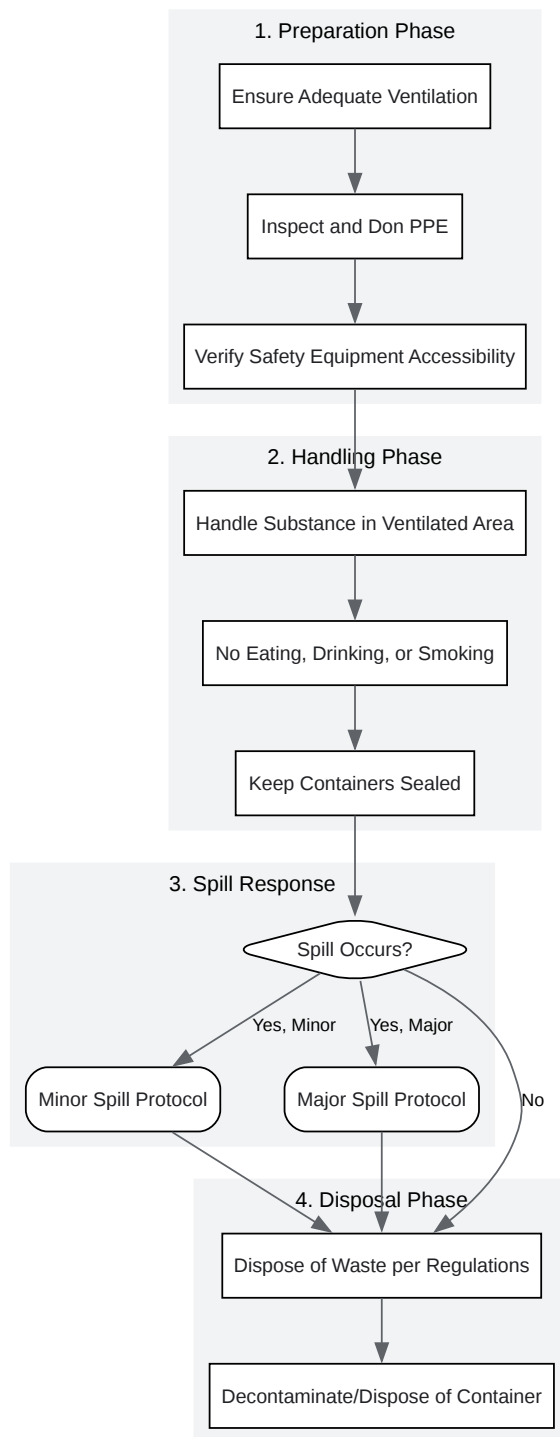 1. Preparation Phase
Ensure Adequate Ventilation
Inspect and Don PPE
Verify Safety Equipment Accessibility
2. Handling Phase
Handle Substance in Ventilated Area
No Eating, Drinking, or Smoking
Keep Containers Sealed
3. Spill Response
Spill Occurs?
Yes, Minor
Yes, Major
Minor Spill Protocol
Major Spill Protocol
No
4. Disposal Phase
Dispose of Waste per Regulations
Decontaminate/Dispose of Container